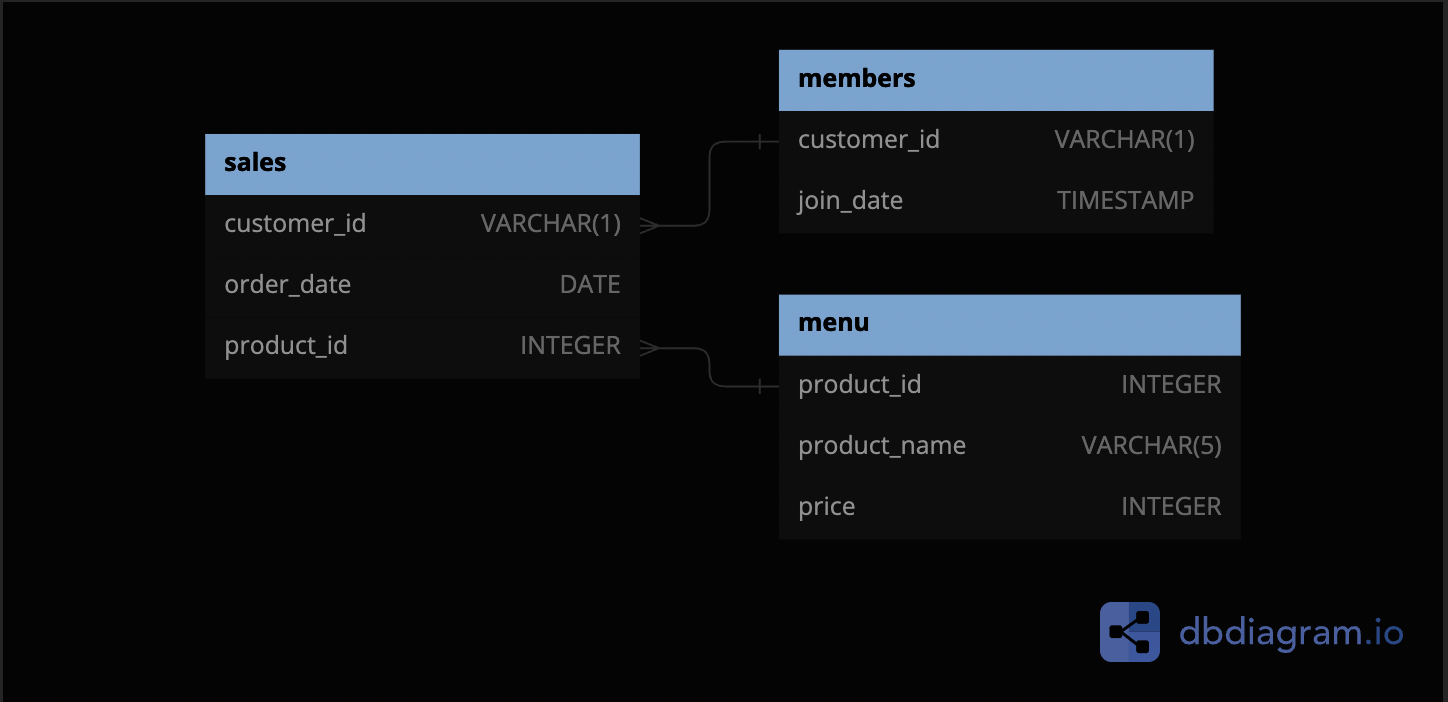 sales
customer_id VARCHAR(1)
order_date DATE
product_id INTEGER
members
customer_id VARCHAR(1)
join_date TIMESTAMP
menu
product_id INTEGER
product_name VARCHAR(5)
price INTEGER
dbdiagram.io